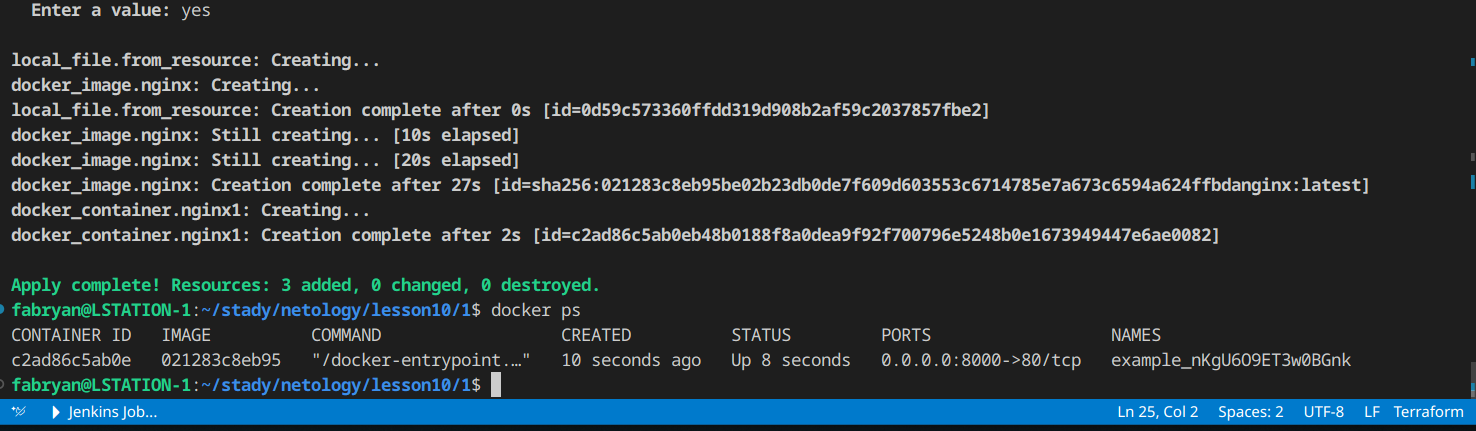 Enter a value: yes
local_file.from_resource: Creating...
docker_image.nginx: Creating...
local_file.from_resource: Creation complete after 0s [id=0d59c573360ffdd319d908b2af59c2037857fbe2]
docker_image.nginx: Still creating... [10s elapsed]
docker_image.nginx: Still creating... [20s elapsed]
docker_image.nginx: Creation complete after 27s [id=sha256:021283c8eb95be02b23db0de7f609d603553c6714785e7a673c6594a624ffbdanginx:latest]
docker_container.nginx1: Creating...
docker_container.nginx1: Creation complete after 2s [id=c2ad86c5ab0eb48b0188f8a0dea9f92f700796e5248b0e1673949447e6ae0082]
Apply complete! Resources: 3 added, 0 changed, 0 destroyed.
fabryan@LSTATION-1:~/stady/netology/lesson10/1$ docker ps
CONTAINER ID   IMAGE          COMMAND                  CREATED          STATUS         PORTS                  NAMES
c2ad86c5ab0e   021283c8eb95   "/docker-entrypoint.…"   10 seconds ago   Up 8 seconds   0.0.0.0:8000->80/tcp   example_nKgU6O9ET3w0BGnk
fabryan@LSTATION-1:~/stady/netology/lesson10/1$
Jenkins Job... Ln 25, Col 2 Spaces: 2 UTF-8 LF Terraform